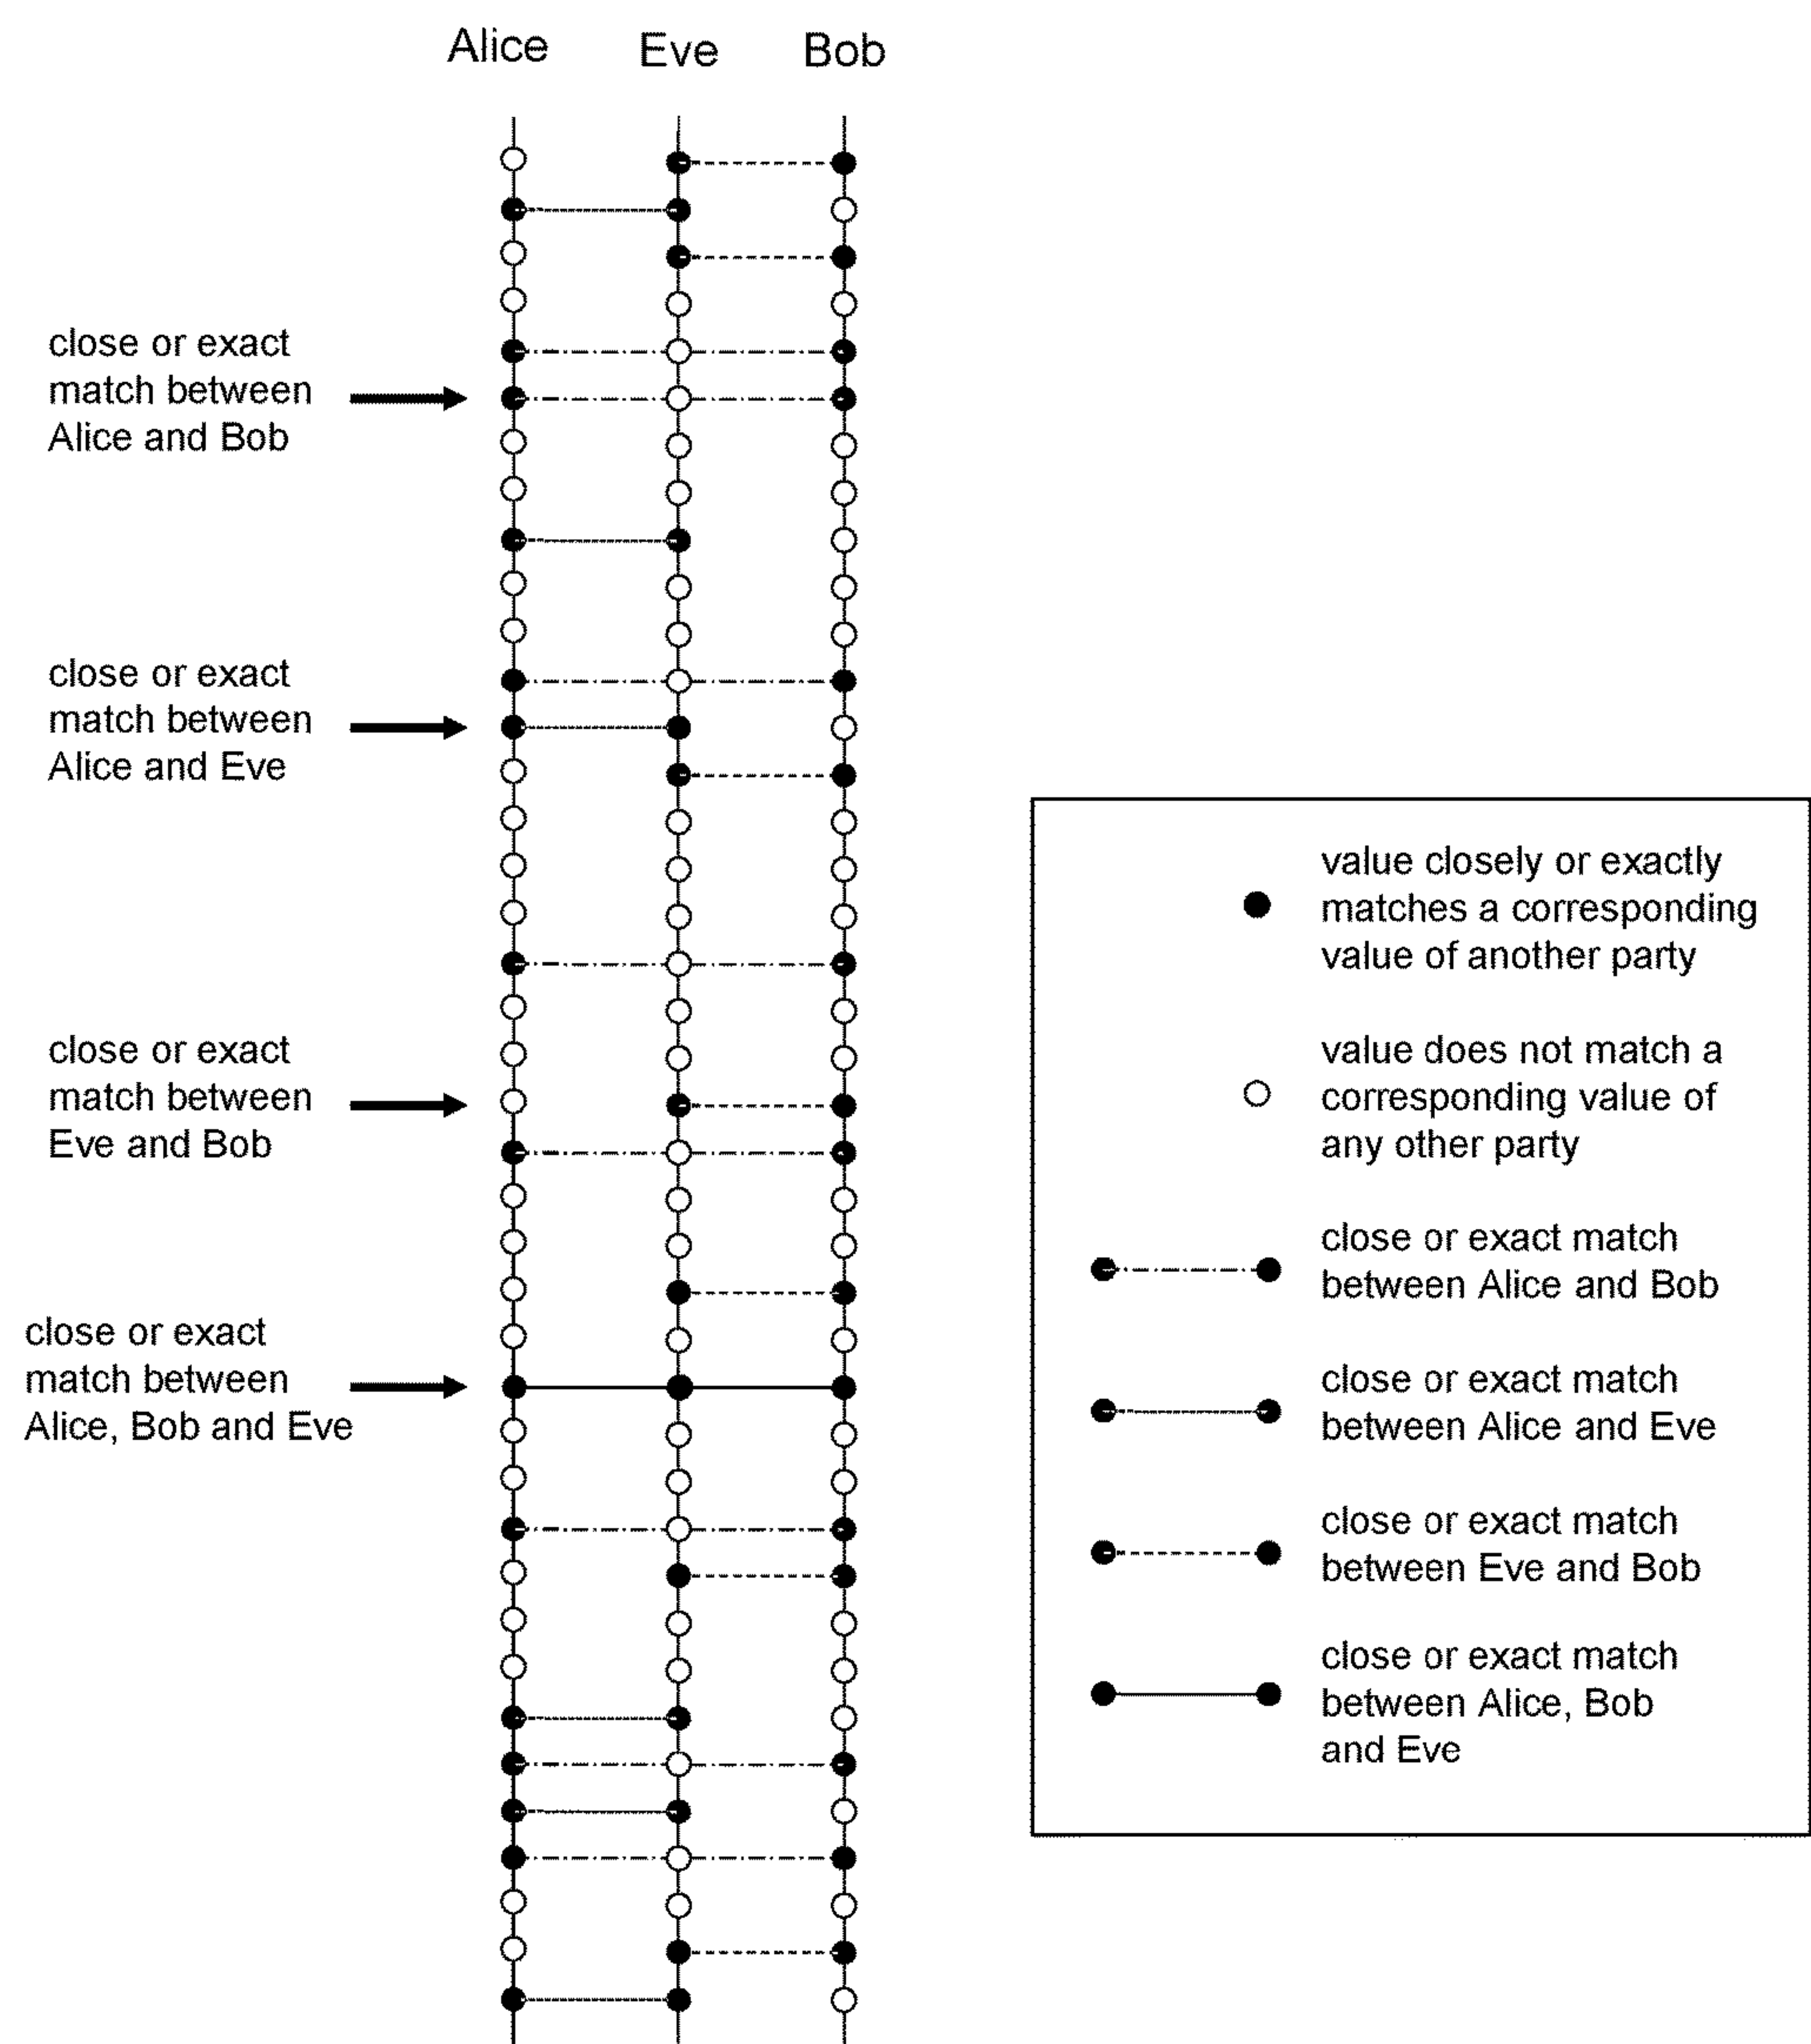 Alice Eve Bob
close or exact
match between
Alice and Bob
close or exact
match between
Alice and Eve
close or exact
match between
Eve and Bob
close or exact
match between
Alice, Bob and Eve
value closely or exactly
matches a corresponding
value of another party
value does not match a
corresponding value of
any other party
close or exact match
between Alice and Bob
close or exact match
between Alice and Eve
close or exact match
between Eve and Bob
close or exact match
between Alice, Bob
and Eve